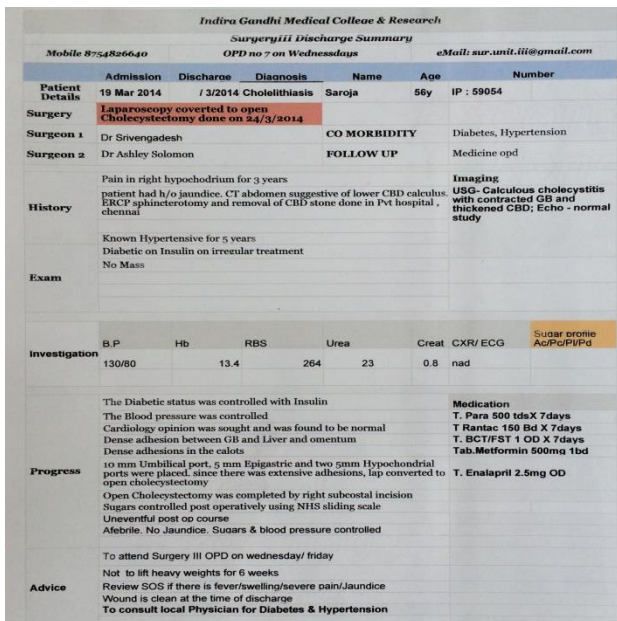 Indira Gandhi Medical Colleae & Research
SurgeryIII Discharge Summary
Mobile 8754826640 OPD no 7 on Wednessdays eMail: sur.unit.iii@gmail.com
Admission Discharge Diagnosis Name Age Number
Patient Details 19 Mar 2014 / 3/2014 Cholelithiasis Saroja 56y IP : 59054
Surgery Laparoscopy coverted to open
Cholecystectomy done on 24/3/2014
Surgeon 1 Dr Srivengadesh CO MORBIDITY Diabetes, Hypertension
Surgeon 2 Dr Ashley Solomon FOLLOW UP Medicine opd
History
Pain in right hypochodrium for 3 years
patient had h/o jaundice. CT abdomen suggestive of lower CBD calculus.
ERCP sphincterotomy and removal of CBD stone done in Pvt hospital ,
chennai
Known Hypertensive for 5 years
Diabetic on Insulin on irregular treatment
Imaging
USG- Calculous cholecystitis
with contracted GB and
thickened CBD; Echo - normal
study
Exam
No Mass
Investigation
B.P Hb RBS Urea Creat CXR/ ECG Sugar profile
Ac/Pc/Pl/Pd
130/80 13.4 264 23 0.8 nad
Progress
The Diabetic status was controlled with Insulin
The Blood pressure was controlled
Cardiology opinion was sought and was found to be normal
Dense adhesion between GB and Liver and omentum
Dense adhesions in the calots
10 mm Umbilical port, 5 mm Epigastric and two 5mm Hypochondrial
ports were placed. since there was extensive adhesions, lap converted to
open cholecystectomy
Open Cholecystectomy was completed by right subcostal incision
Sugars controlled post operatively using NHS sliding scale
Uneventful post op course
Afebrile. No Jaundice. Sugars & blood pressure controlled
Medication
T. Para 500 tdsX 7days
T Rantac 150 Bd X 7days
T. BCT/FST 1 OD X 7days
Tab.Metformin 500mg 1bd
T. Enalapril 2.5mg OD
Advice
To attend Surgery III OPD on wednesday/ friday
Not to lift heavy weights for 6 weeks
Review SOS if there is fever/swelling/severe pain/Jaundice
Wound is clean at the time of discharge
To consult local Physician for Diabetes & Hypertension